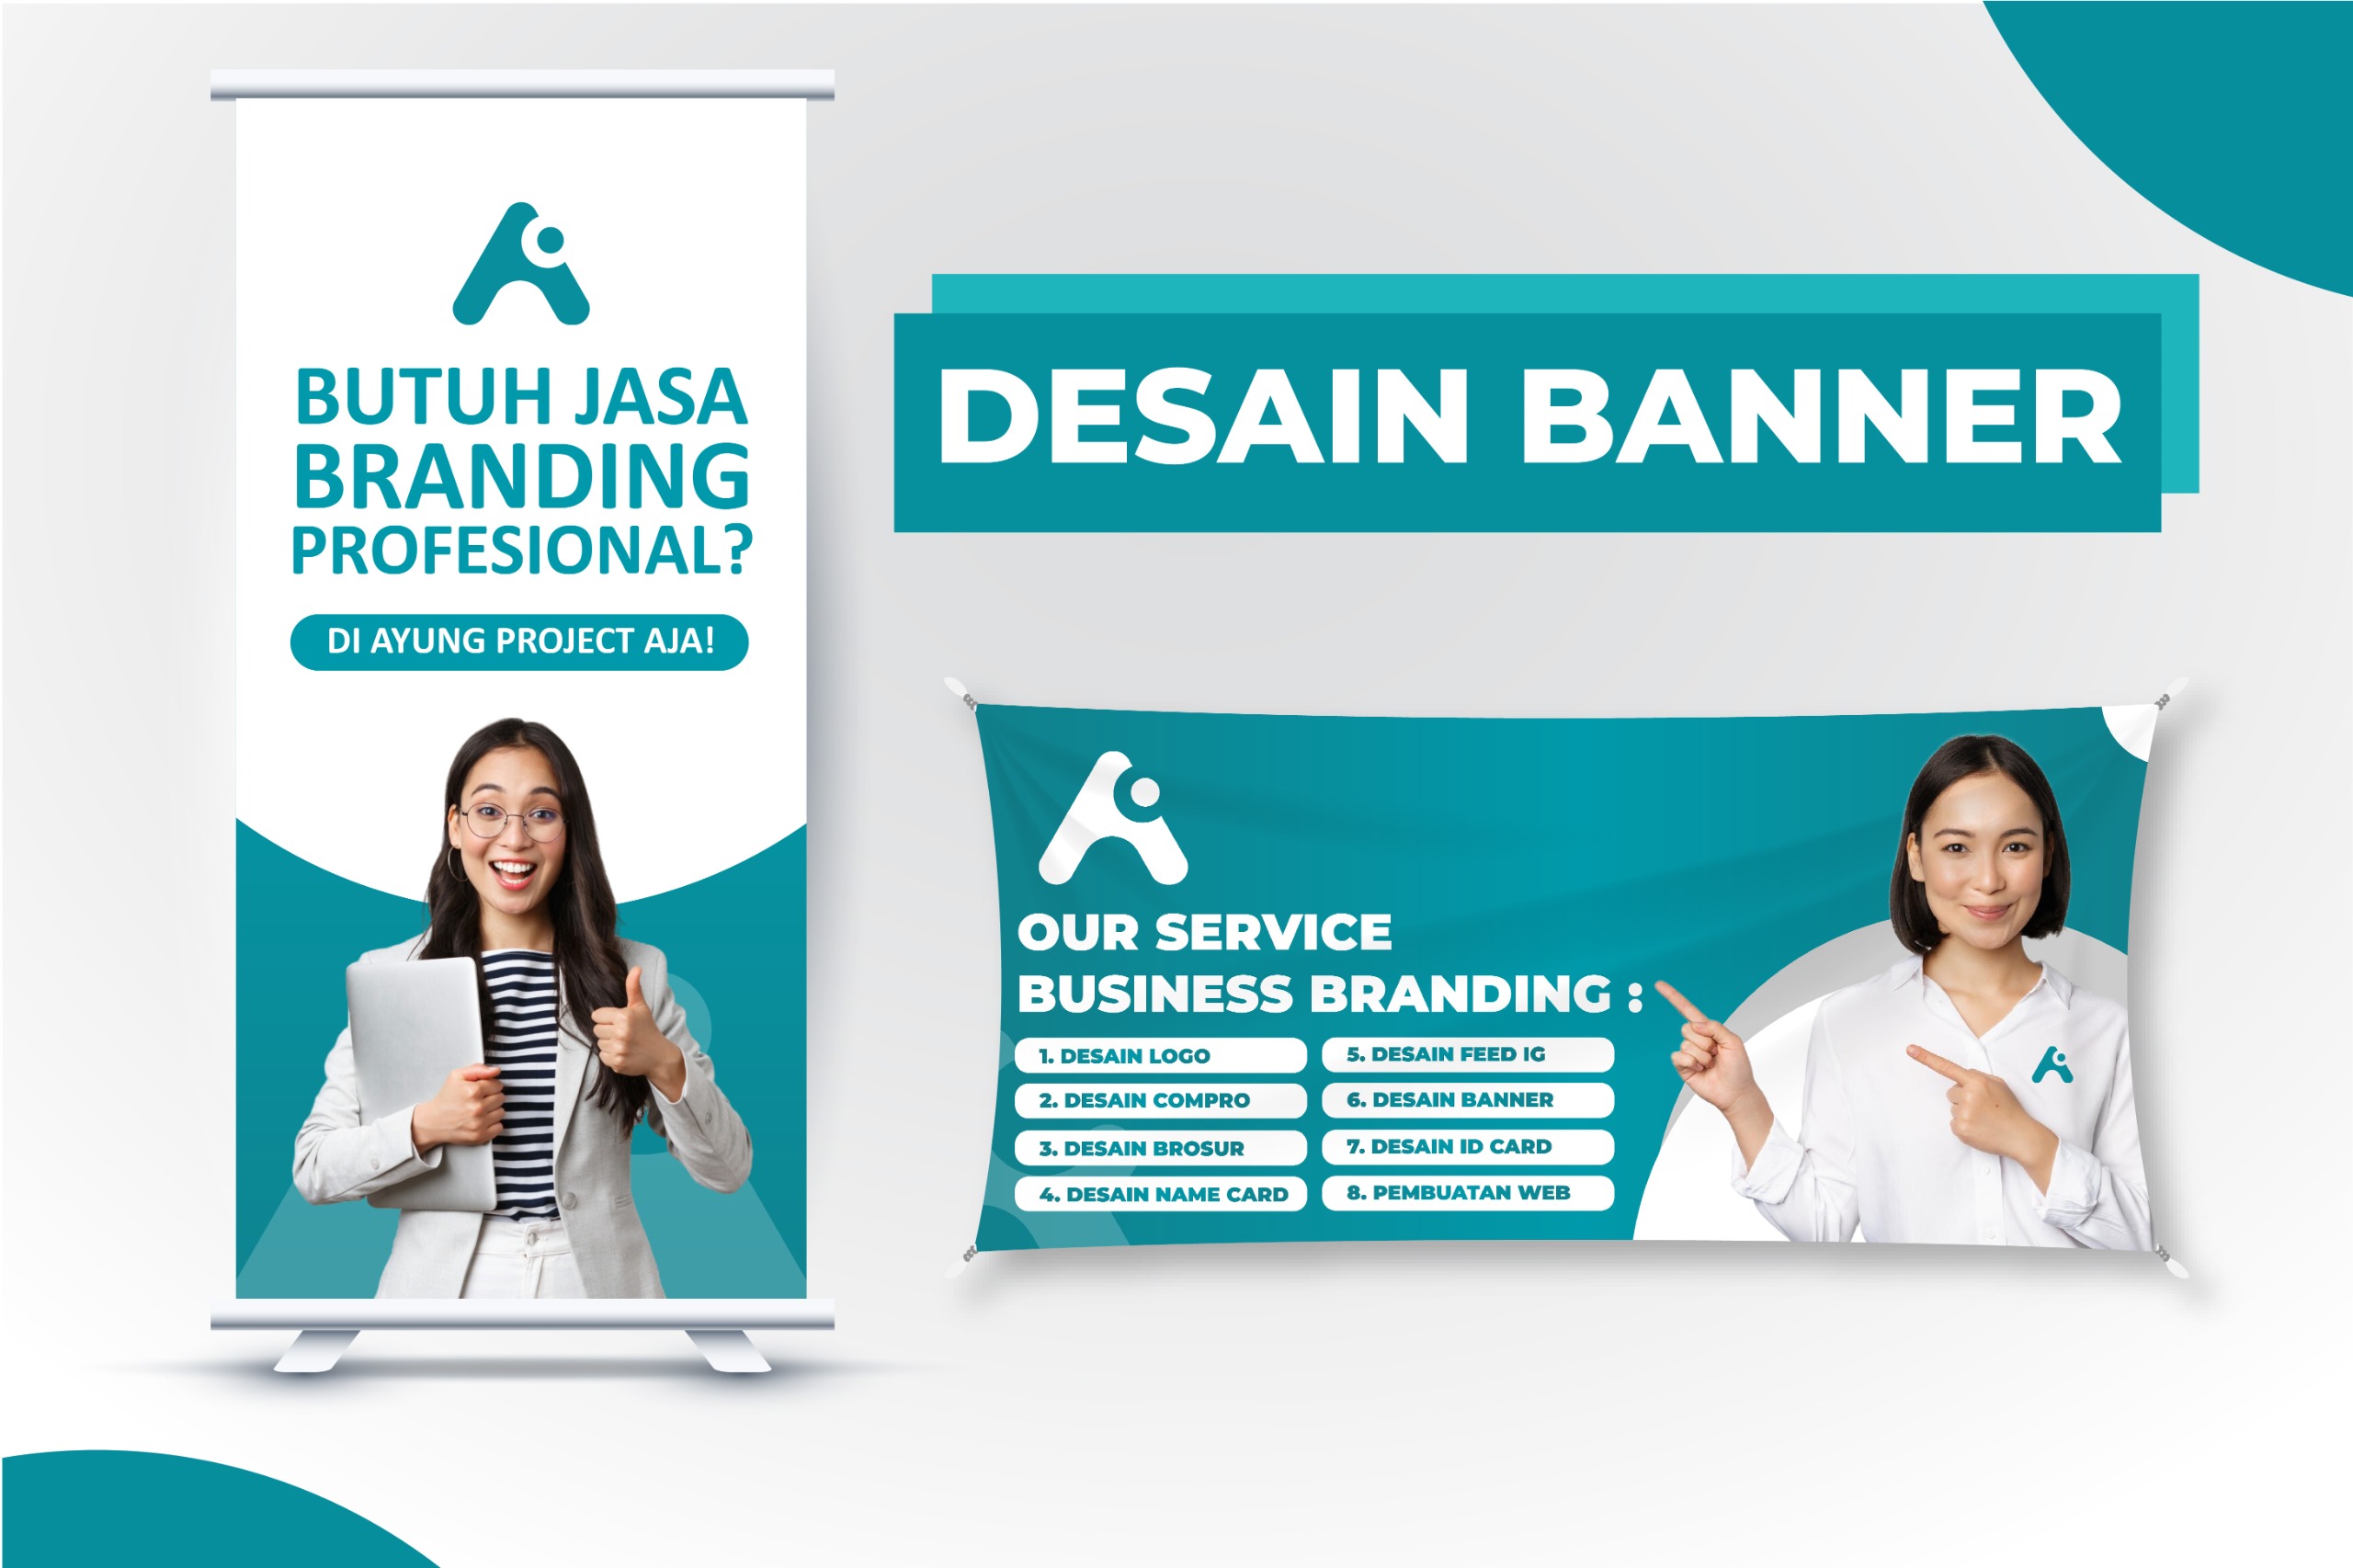 BUTUH JASA
BRANDING
PROFESIONAL?
DI AYUNG PROJECT AJA!
DESAIN BANNER
OUR SERVICE
BUSINESS BRANDING :
1. DESAIN LOGO
2. DESAIN COMPRO
3. DESAIN BROSUR
4. DESAIN NAME CARD
5. DESAIN FEED IG
6. DESAIN BANNER
7. DESAIN ID CARD
8. PEMBUATAN WEB